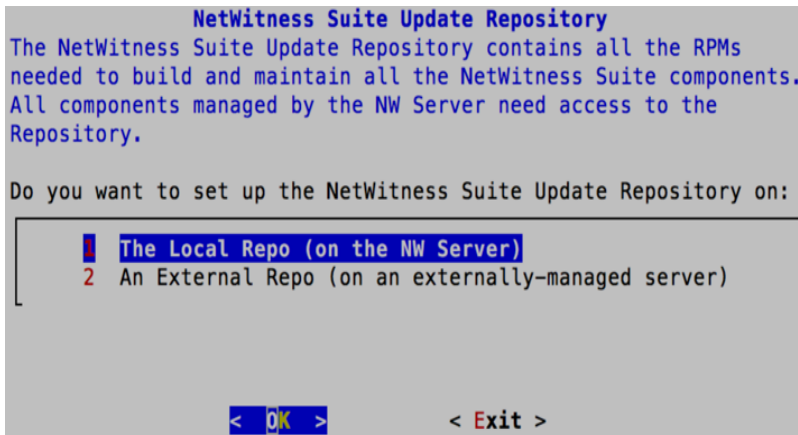 NetWitness Suite Update Repository
The NetWitness Suite Update Repository contains all the RPMs
needed to build and maintain all the NetWitness Suite components.
All components managed by the NW Server need access to the
Repository.
Do you want to set up the NetWitness Suite Update Repository on:
1 The Local Repo (on the NW Server)
2 An External Repo (on an externally-managed server)
< OK > < Exit >